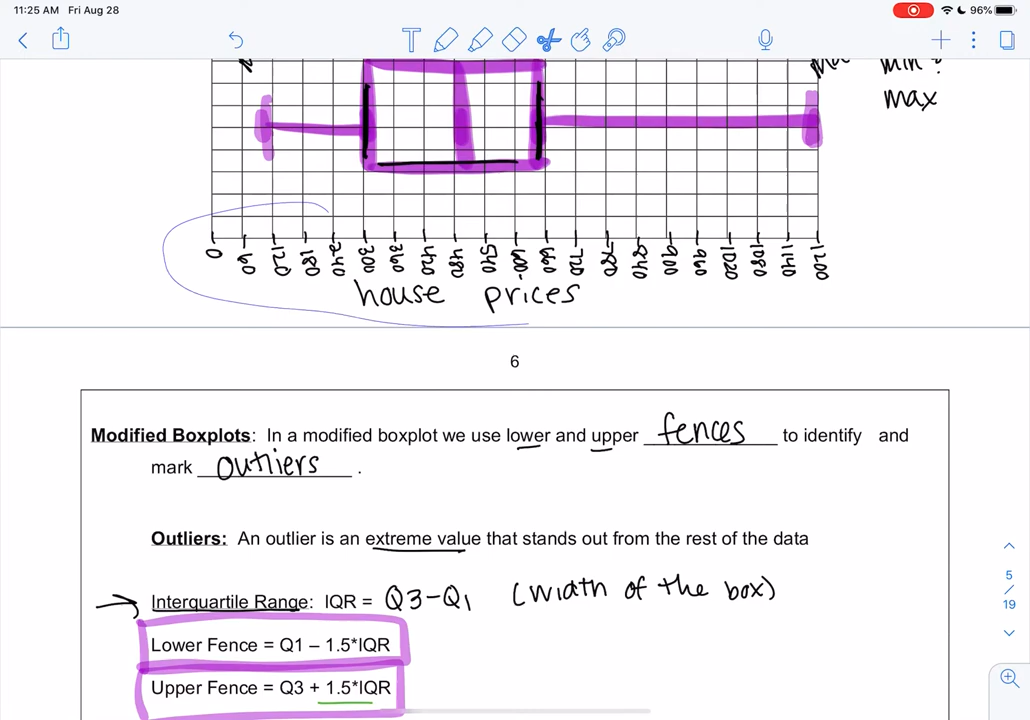 11:25 AM Fri Aug 28
96%
min ?
max
0 60 120 180 240 300 360 420 480 540 600 660 720 780 840 900 960 1020 1080 1140 1200
house prices
6
Modified Boxplots: In a modified boxplot we use lower and upper fences to identify and
mark outliers .
Outliers: An outlier is an extreme value that stands out from the rest of the data
Interquartile Range: IQR = Q3-Q1 (width of the box)
Lower Fence = Q1 – 1.5*IQR
Upper Fence = Q3 + 1.5*IQR
5
/
19